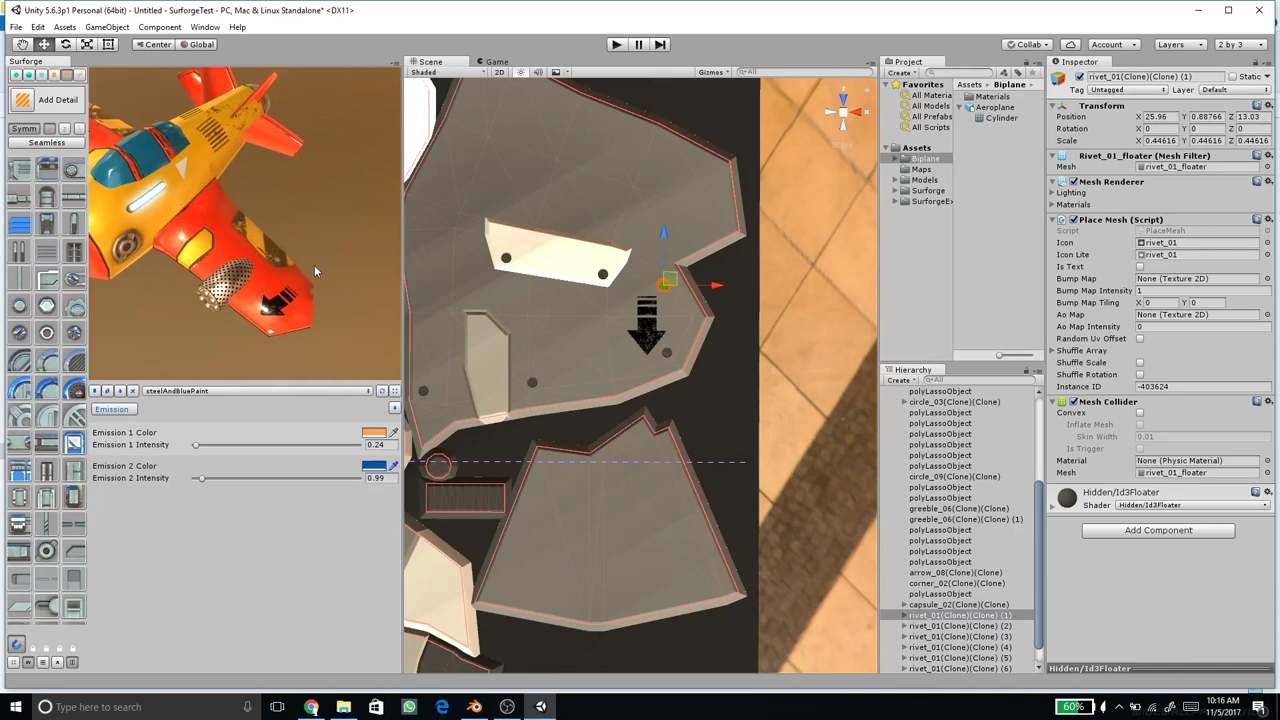 Unity 5.6.3p1 Personal (64bit) - Untitled - SurforgeTest - PC, Mac & Linux Standalone* <DX11>
File Edit Assets GameObject Component Window Help
Center Global Collab Account Layers 2 by 3
Surforge
Add Detail
Symm
Seamless
steelAndBluePaint
Emission
Emission 1 Color
Emission 1 Intensity 0.24
Emission 2 Color
Emission 2 Intensity 0.99
Scene Game
Shaded 2D Gizmos All
Project
Create
Favorites
All Materia
All Models
All Prefabs
All Scripts
Assets
Biplane
Maps
Models
Surforge
SurforgeEx
Assets Biplane
Materials
Aeroplane
Cylinder
Hierarchy
Create All
polyLassoObject
circle_03(Clone)(Clone)
polyLassoObject
polyLassoObject
polyLassoObject
polyLassoObject
polyLassoObject
polyLassoObject
circle_09(Clone)(Clone)
polyLassoObject
polyLassoObject
greeble_06(Clone)(Clone)
greeble_06(Clone)(Clone) (1)
polyLassoObject
polyLassoObject
polyLassoObject
polyLassoObject
arrow_08(Clone)(Clone)
corner_02(Clone)(Clone)
polyLassoObject
capsule_02(Clone)(Clone)
rivet_01(Clone)(Clone) (1)
rivet_01(Clone)(Clone) (2)
rivet_01(Clone)(Clone) (3)
rivet_01(Clone)(Clone) (4)
rivet_01(Clone)(Clone) (5)
rivet_01(Clone)(Clone) (6)
Inspector
rivet_01(Clone)(Clone) (1) Static
Tag Untagged Layer Default
Transform
Position X 25.96 Y 0.88766 Z 13.03
Rotation X 0 Y 0 Z 0
Scale X 0.44616 Y 0.44616 Z 0.44616
Rivet_01_floater (Mesh Filter)
Mesh rivet_01_floater
Mesh Renderer
Lighting
Materials
Place Mesh (Script)
Script PlaceMesh
Icon rivet_01
Icon Lite rivet_01
Is Text
Bump Map None (Texture 2D)
Bump Map Intensity 1
Bump Map Tiling X 0 Y 0
Ao Map None (Texture 2D)
Ao Map Intensity 0
Random Uv Offset
Shuffle Array
Shuffle Scale
Shuffle Rotation
Instance ID -403624
Mesh Collider
Convex
Inflate Mesh
Skin Width 0.01
Is Trigger
Material None (Physic Material)
Mesh rivet_01_floater
Hidden/Id3Floater
Shader Hidden/Id3Floater
Add Component
Hidden/Id3Floater
Type here to search
60%
10:16 AM
11/5/2017